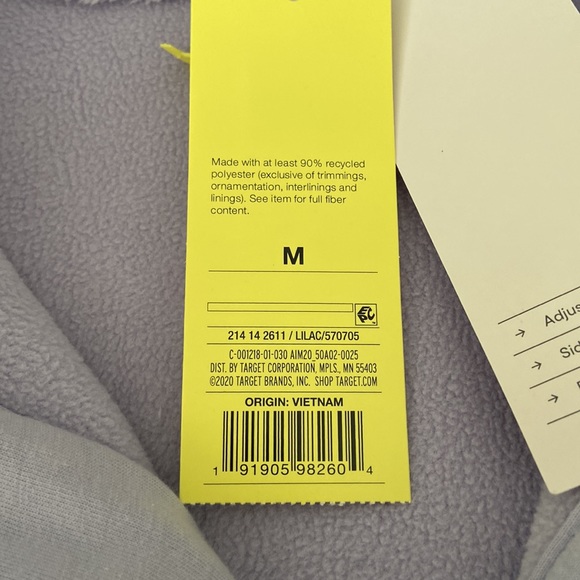 Made with at least 90% recycled
polyester (exclusive of trimmings,
ornamentation, interlinings and
linings). See item for full fiber
content.
M
214 14 2611 / LILAC/570705
C-001218-01-030 AIM20_50A02-0025
DIST. BY TARGET CORPORATION, MPLS., MN 55403
©2020 TARGET BRANDS, INC. SHOP TARGET.COM
ORIGIN: VIETNAM
1 91905 98260 4
→ Adjus
→ Sid
→